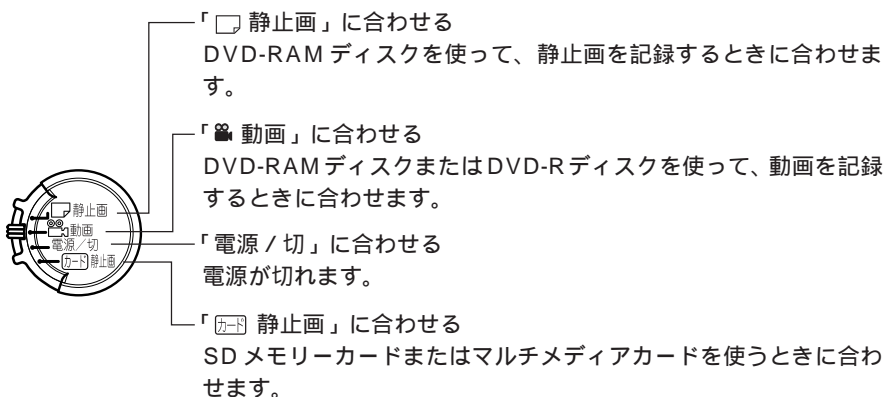 「 静止画」に合わせる
DVD-RAM ディスクを使って、静止画を記録するときに合わせま
す。
「 動画」に合わせる
DVD-RAMディスクまたはDVD-Rディスクを使って、動画を記録
するときに合わせます。
静止画
動画
電源／切
カード 静止画
「電源 / 切」に合わせる
電源が切れます。
「カード 静止画」に合わせる
SD メモリーカードまたはマルチメディアカードを使うときに合わ
せます。